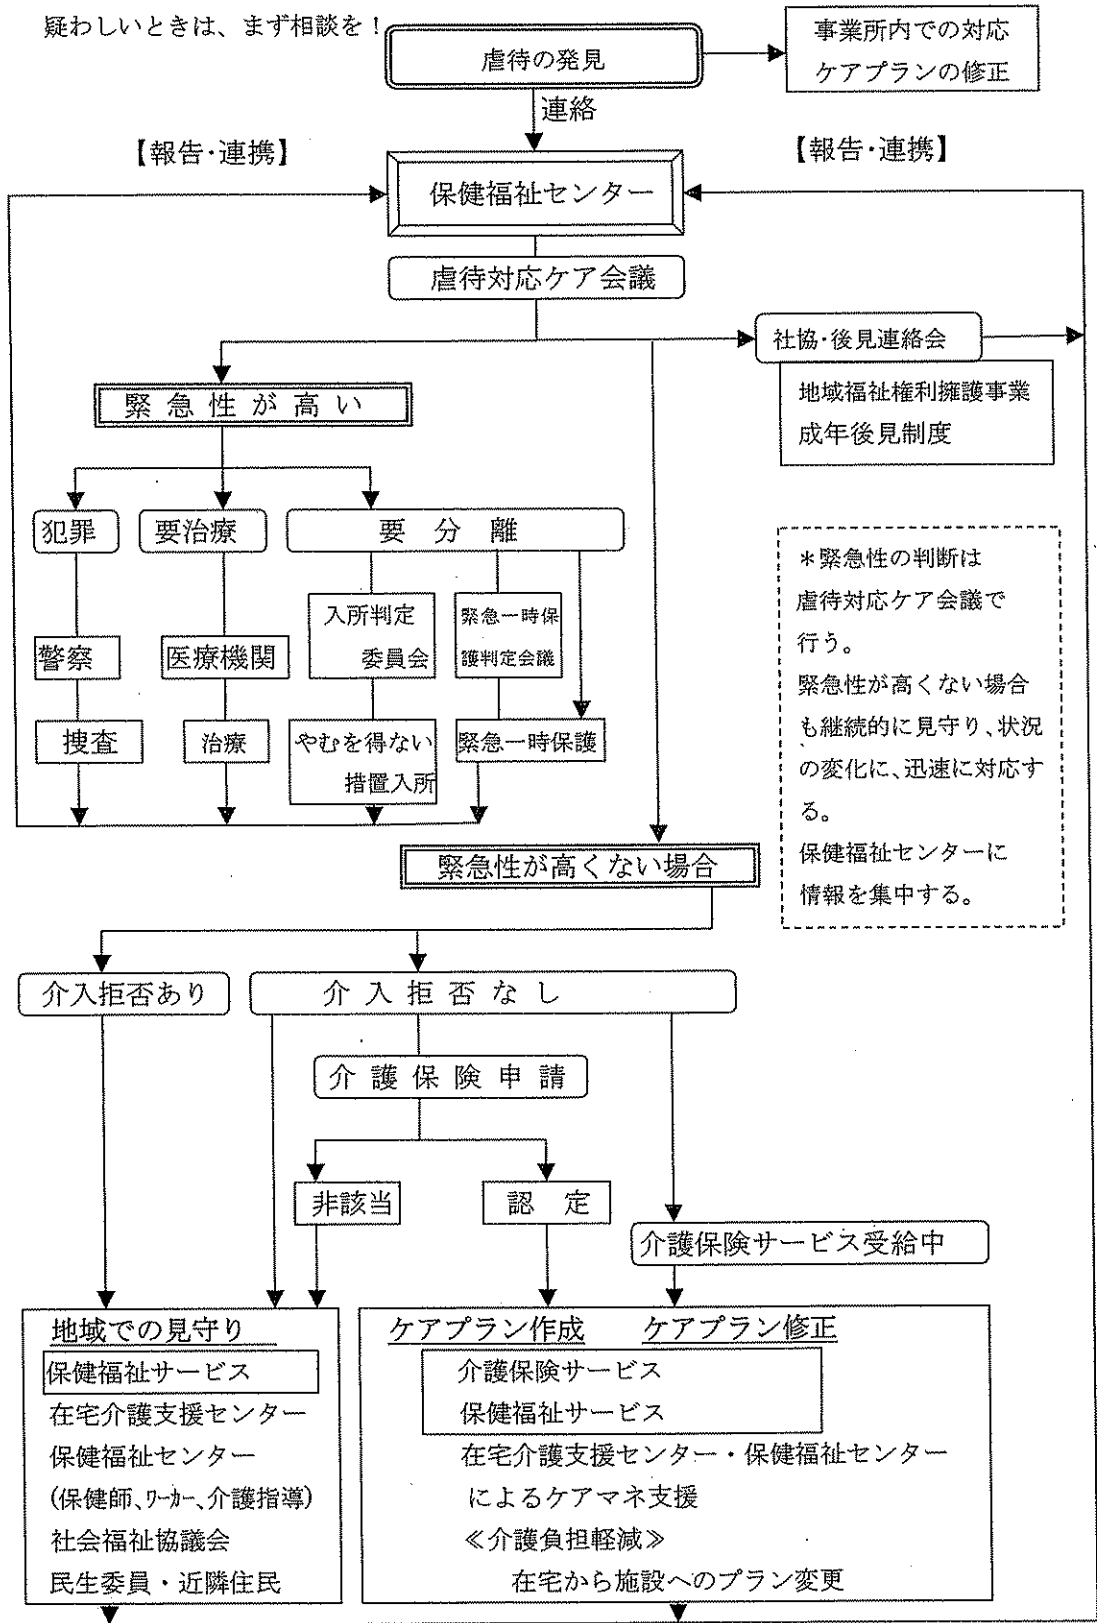 疑わしいときは、まず相談を！
虐待の発見
事業所内での対応
ケアプランの修正
連絡
【報告・連携】
【報告・連携】
保健福祉センター
虐待対応ケア会議
社協・後見連絡会
地域福祉権利擁護事業
成年後見制度
緊急性が高い
犯罪
要治療
要分離
入所判定
委員会
緊急一時保
護判定会議
警察
医療機関
捜査
治療
やむを得ない
措置入所
緊急一時保護
＊緊急性の判断は
虐待対応ケア会議で
行う。
緊急性が高くない場合
も継続的に見守り、状況
の変化に、迅速に対応す
る。
保健福祉センターに
情報を集中する。
緊急性が高くない場合
介入拒否あり
介入拒否なし
介護保険申請
非該当
認定
介護保険サービス受給中
地域での見守り
保健福祉サービス
在宅介護支援センター
保健福祉センター
(保健師、ワーカー、介護指導)
社会福祉協議会
民生委員・近隣住民
ケアプラン作成 ケアプラン修正
介護保険サービス
保健福祉サービス
在宅介護支援センター・保健福祉センター
によるケアマネ支援
≪介護負担軽減≫
在宅から施設へのプラン変更